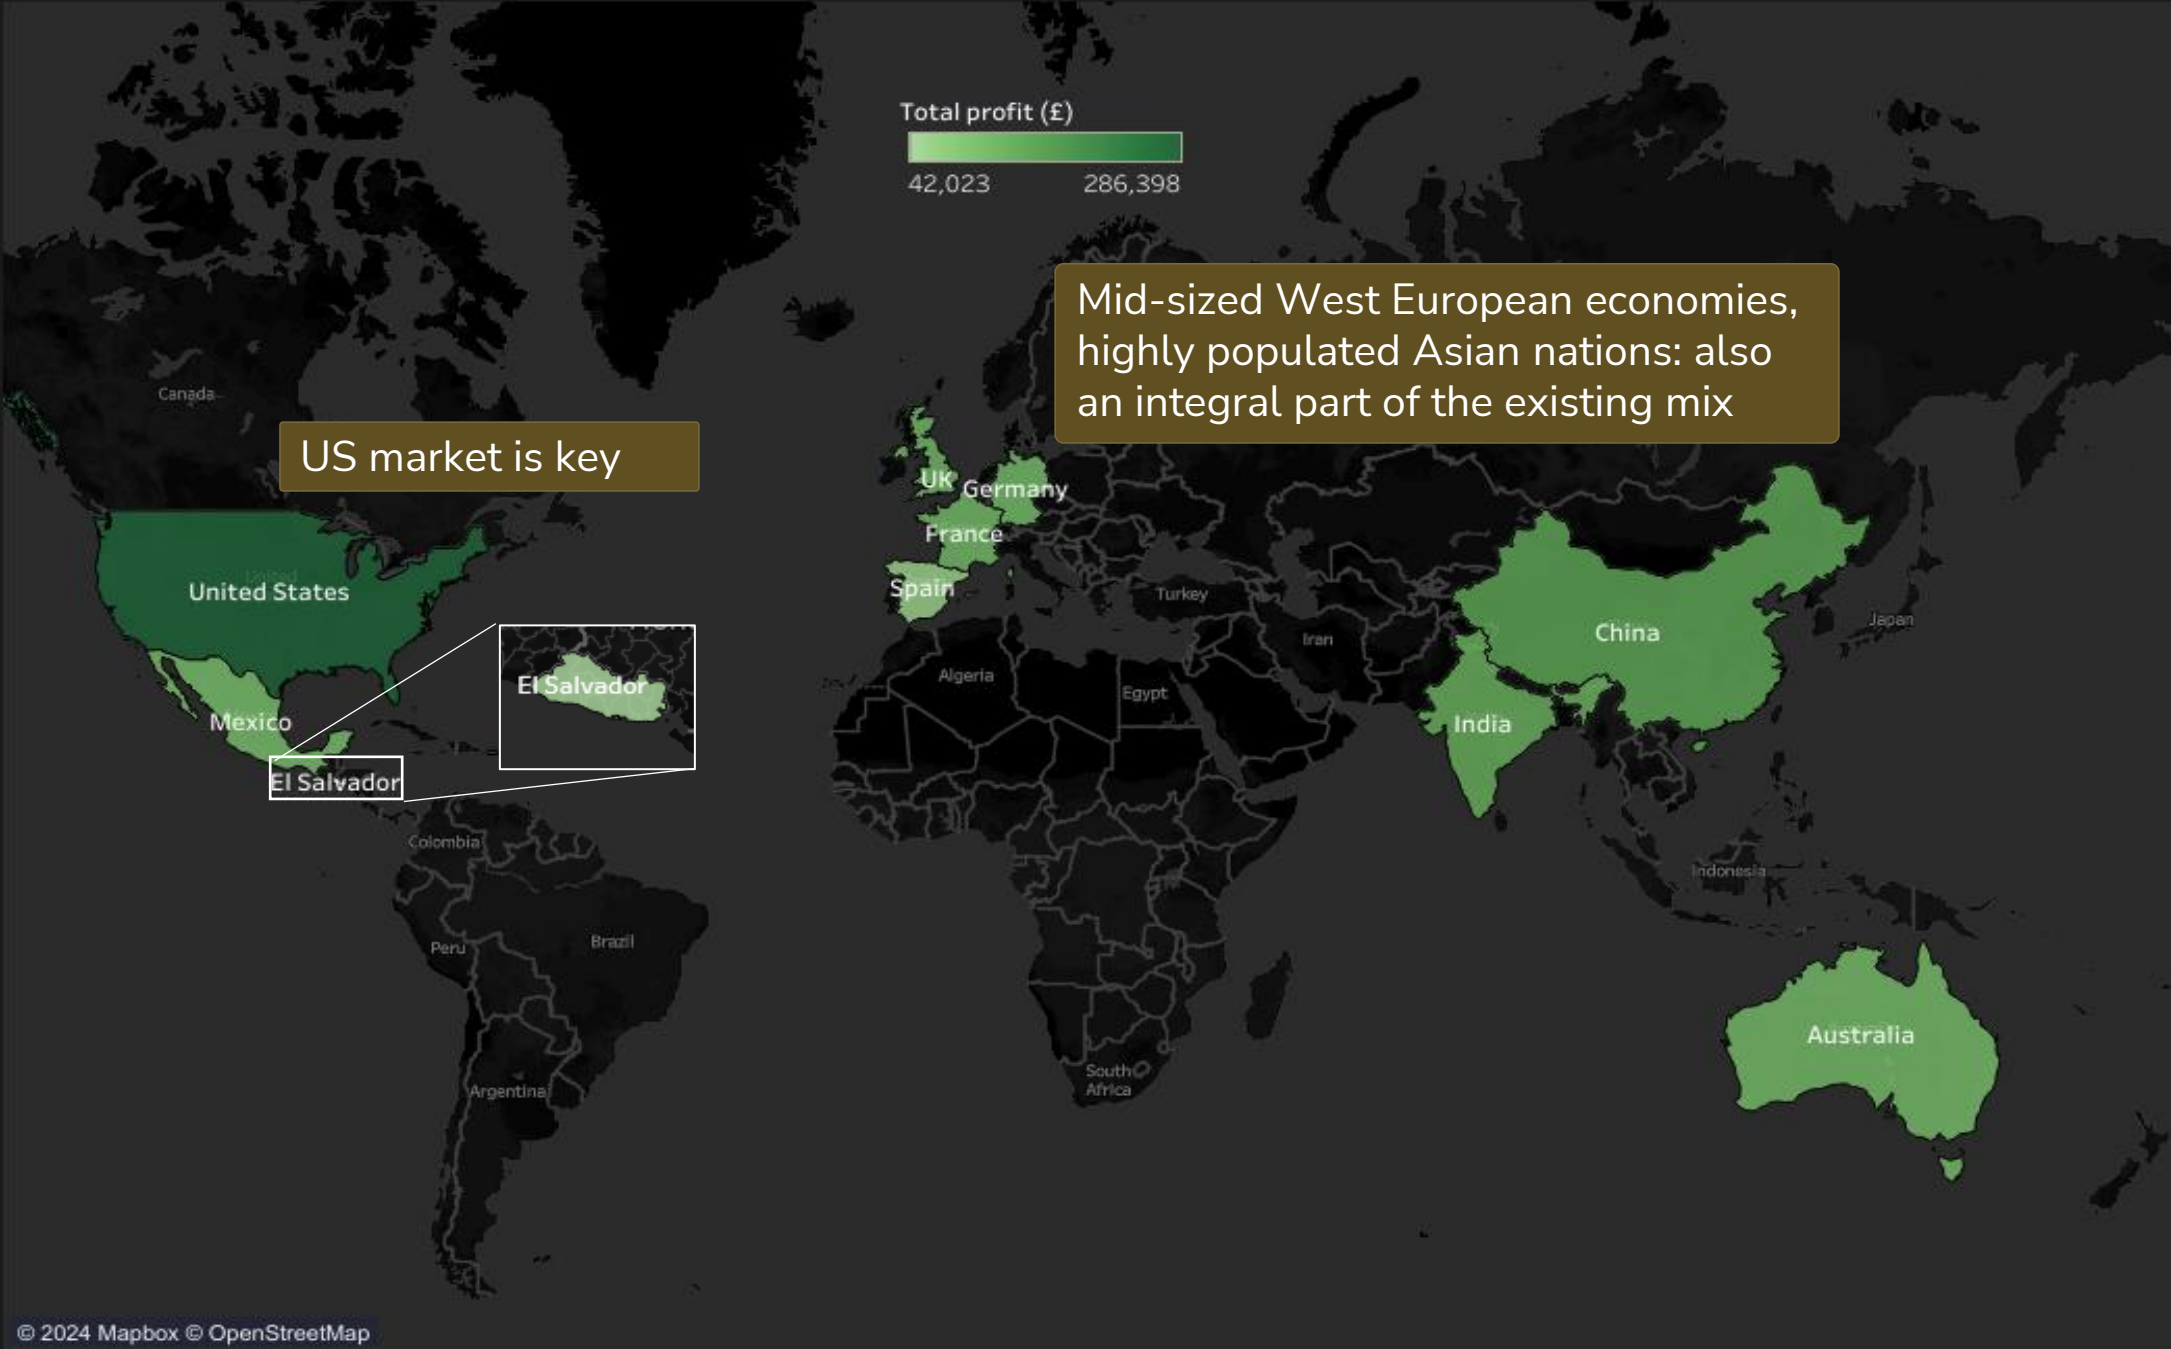 Total profit (£)
42,023 286,398
Mid-sized West European economies,
highly populated Asian nations: also
an integral part of the existing mix
US market is key
Canada
UK
Germany
France
Spain
United States
Turkey
Iran
China
Japan
El Salvador
Algeria
Egypt
India
Mexico
El Salvador
Colombia
Indonesia
Peru
Brazil
Australia
South
Africa
Argentina
© 2024 Mapbox © OpenStreetMap